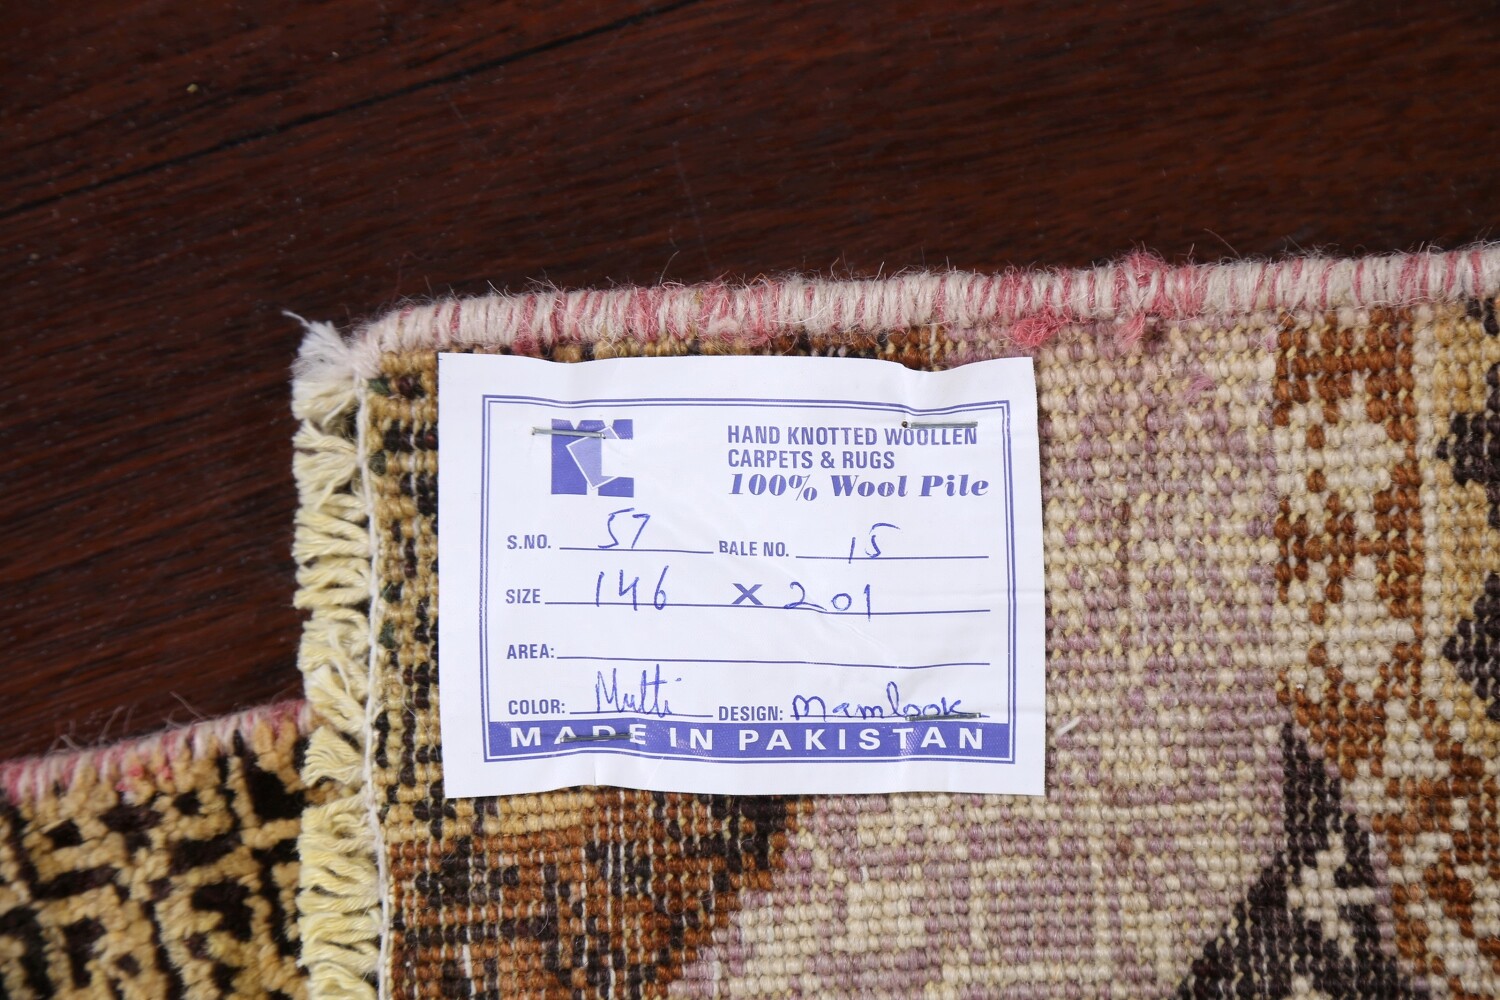 HAND KNOTTED WOOLLEN
CARPETS & RUGS
100% Wool Pile
S.NO. 57 BALE NO. 15
SIZE 146 X 201
AREA:
COLOR: Multi DESIGN: Mamlook
MADE IN PAKISTAN